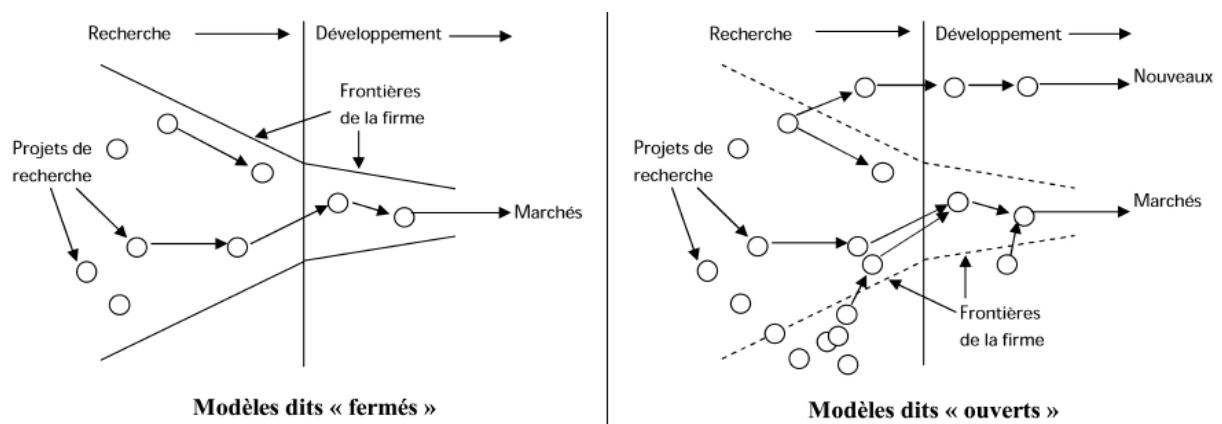 Recherche
Développement
Frontières
de la firme
Projets de
recherche
Marchés
Modèles dits « fermés »
Recherche
Développement
Nouveaux
Projets de
recherche
Marchés
Frontières
de la firme
Modèles dits « ouverts »